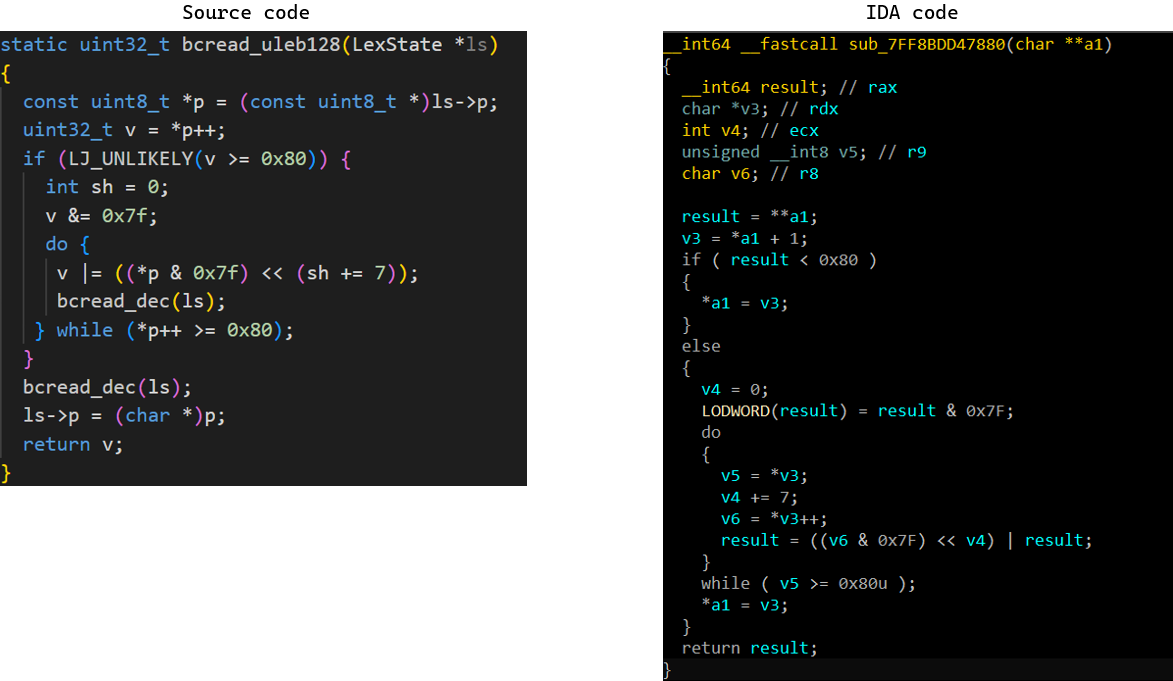 Source code
static uint32_t bcread_uleb128(LexState *ls)
{
  const uint8_t *p = (const uint8_t *)ls->p;
  uint32_t v = *p++;
  if (LJ_UNLIKELY(v >= 0x80)) {
    int sh = 0;
    v &= 0x7f;
    do {
     v |= ((*p & 0x7f) << (sh += 7));
     bcread_dec(ls);
   } while (*p++ >= 0x80);
  }
  bcread_dec(ls);
  ls->p = (char *)p;
  return v;
}
IDA code
__int64 __fastcall sub_7FF8BDD47880(char **a1)
{
  __int64 result; // rax
  char *v3; // rdx
  int v4; // ecx
  unsigned __int8 v5; // r9
  char v6; // r8

  result = **a1;
  v3 = *a1 + 1;
  if ( result < 0x80 )
  {
    *a1 = v3;
  }
  else
  {
    v4 = 0;
    LODWORD(result) = result & 0x7F;
    do
    {
      v5 = *v3;
      v4 += 7;
      v6 = *v3++;
      result = ((v6 & 0x7F) << v4) | result;
    }
    while ( v5 >= 0x80u );
    *a1 = v3;
  }
  return result;
}